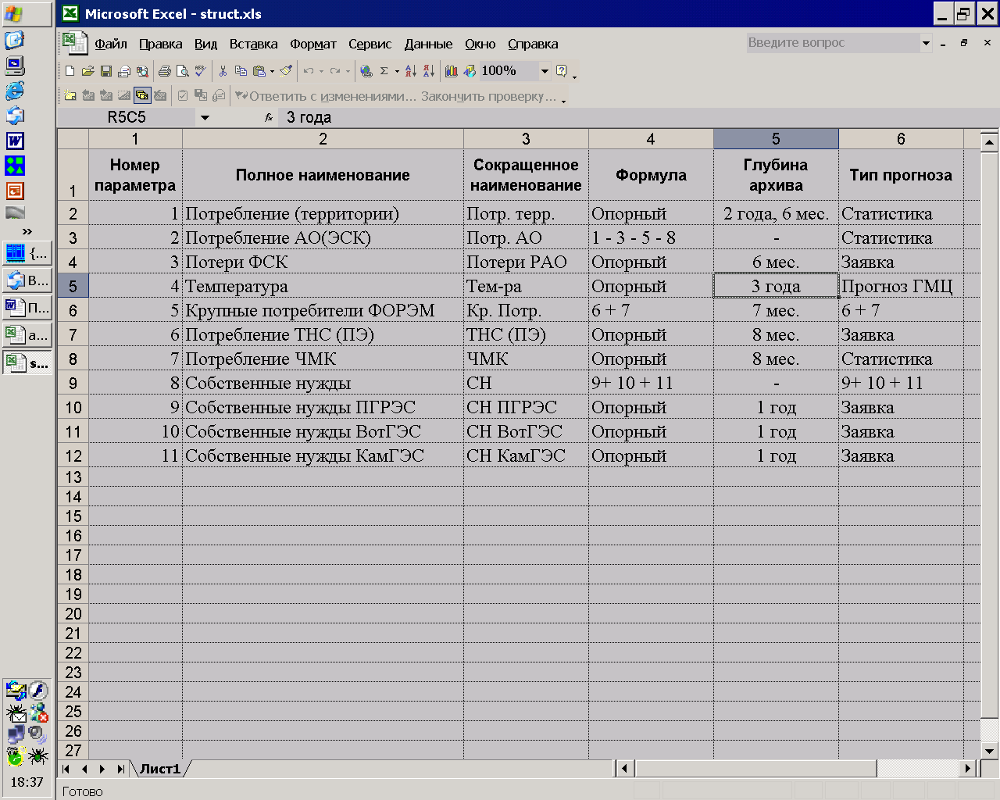 Microsoft Excel - struct.xls
Файл Правка Вид Вставка Формат Сервис Данные Окно Справка Введите вопрос
100%
Ответить с изменениями... Закончить проверку...
R5C5 fx 3 года
1 2 3 4 5 6
1 Номер параметра Полное наименование Сокращенное наименование Формула Глубина архива Тип прогноза
2 1 Потребление (территории) Потр. терр. Опорный 2 года, 6 мес. Статистика
3 2 Потребление АО(ЭСК) Потр. АО 1 - 3 - 5 - 8 - Статистика
4 3 Потери ФСК Потери РАО Опорный 6 мес. Заявка
5 4 Температура Тем-ра Опорный 3 года Прогноз ГМЦ
6 5 Крупные потребители ФОРЭМ Кр. Потр. 6 + 7 7 мес. 6 + 7
7 6 Потребление ТНС (ПЭ) ТНС (ПЭ) Опорный 8 мес. Заявка
8 7 Потребление ЧМК ЧМК Опорный 8 мес. Статистика
9 8 Собственные нужды СН 9+ 10 + 11 - 9+ 10 + 11
10 9 Собственные нужды ПГРЭС СН ПГРЭС Опорный 1 год Заявка
11 10 Собственные нужды ВотГЭС СН ВотГЭС Опорный 1 год Заявка
12 11 Собственные нужды КамГЭС СН КамГЭС Опорный 1 год Заявка
13
14
15
16
17
18
19
20
21
22
23
24
25
26
27
Лист1
Готово
»
{...
В...
П...
a...
s...
18:37